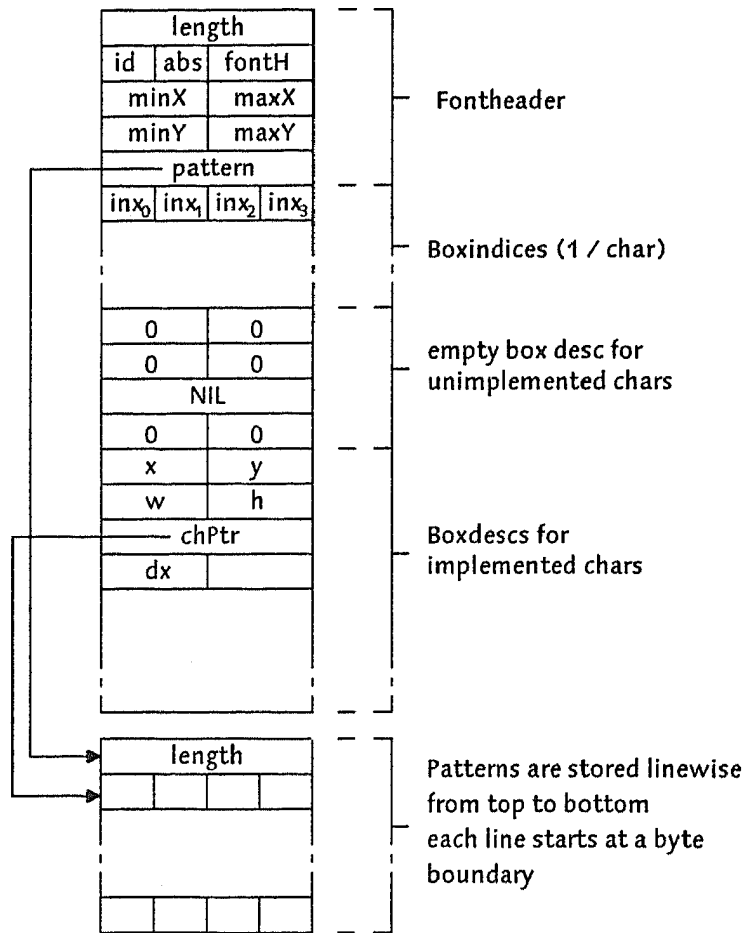 length
id abs fontH
minX maxX
minY maxY
pattern
inx₀ inx₁ inx₂ inx₃
Fontheader
Boxindices (1 / char)
0 0
0 0
NIL
0 0
empty box desc for
unimplemented chars
x y
w h
chPtr
dx
Boxdescs for
implemented chars
length
Patterns are stored linewise
from top to bottom
each line starts at a byte
boundary